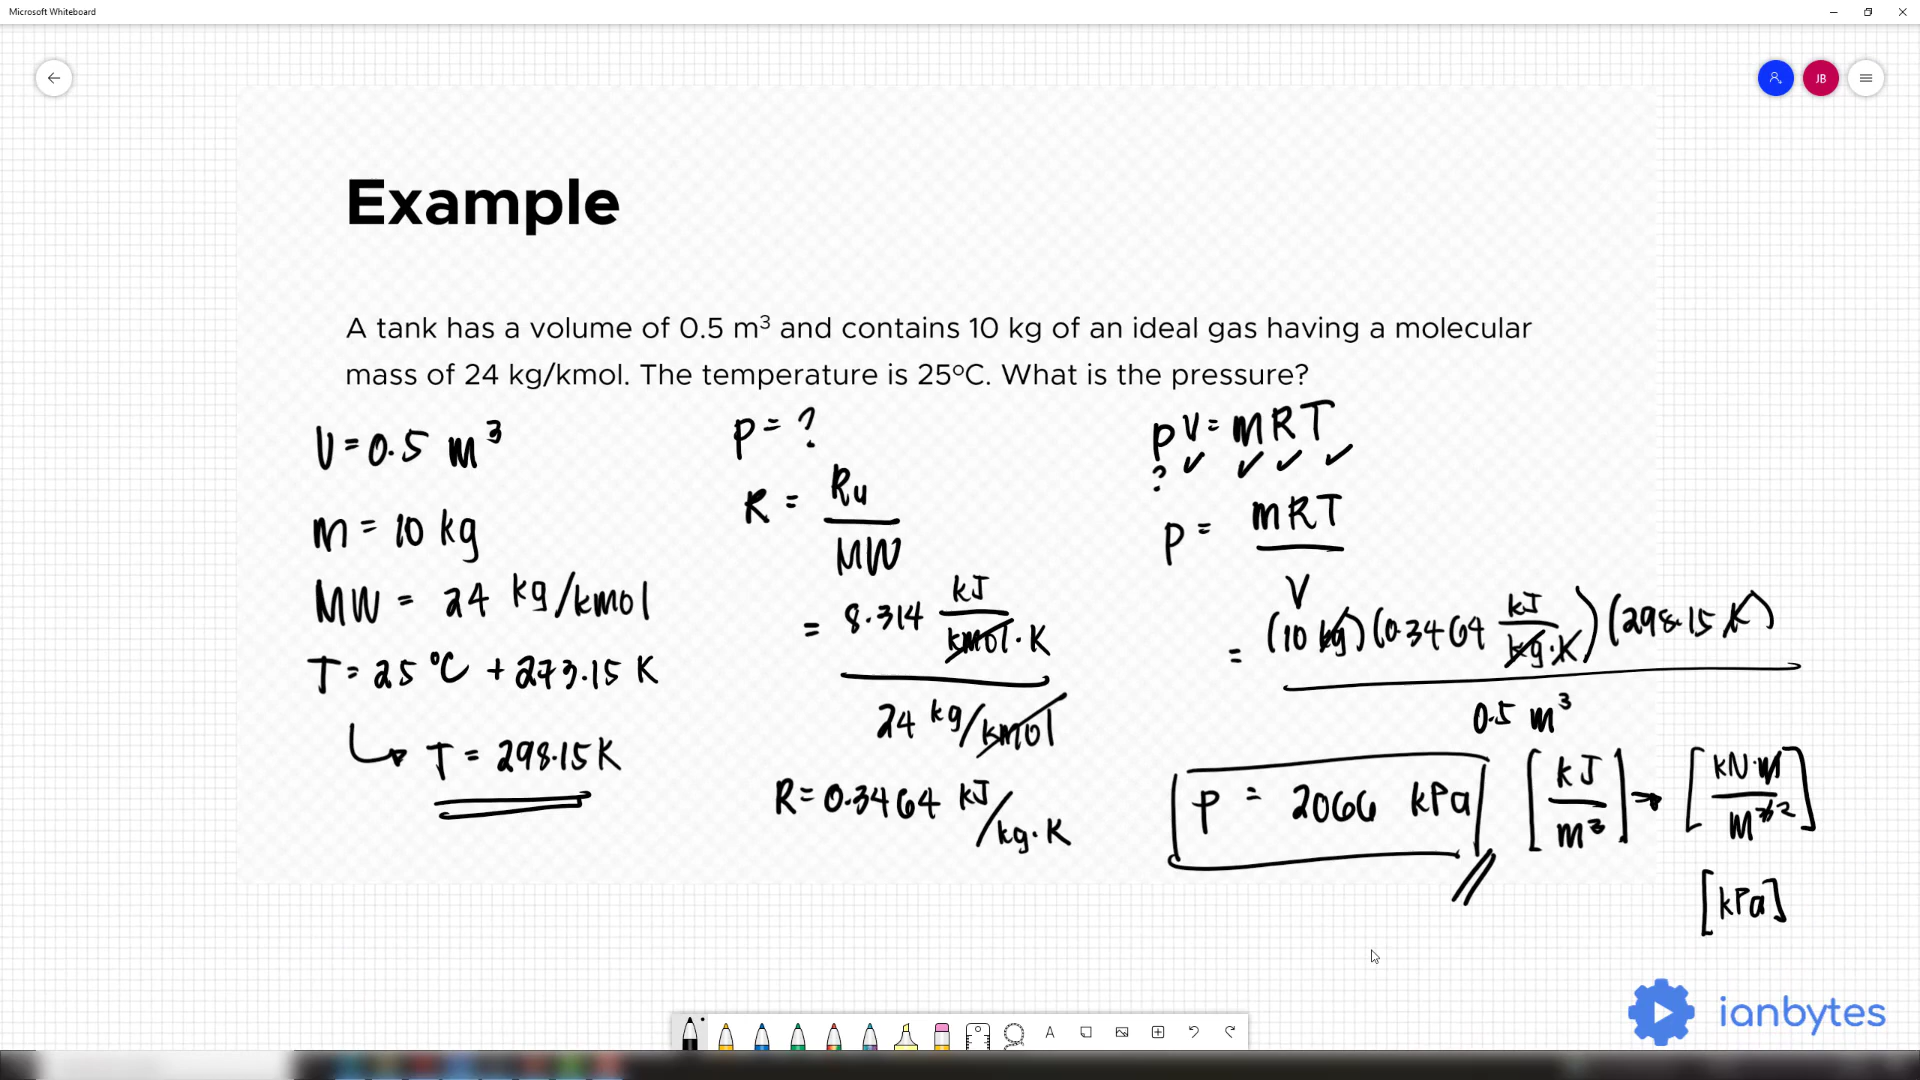 Microsoft Whiteboard
JB
Example
A tank has a volume of 0.5 m³ and contains 10 kg of an ideal gas having a molecular
mass of 24 kg/kmol. The temperature is 25°C. What is the pressure?
V = 0.5 m³
m = 10 kg
MW = 24 kg/kmol
T = 25 °C + 273.15 K
↳ T = 298.15 K
P = ?
R = Ru / MW
= 8.314 kJ / kmol · K
24 kg/kmol
R = 0.3464 kJ/kg·K
PV = mRT
? ✓ ✓ ✓ ✓
P = mRT / V
= (10 kg)(0.3464 kJ / kg·K)(298.15 K)
0.5 m³
P = 2066 kPa
[kJ / m³] → [kN·m / m³ 2]
[kPa]
A
ianbytes